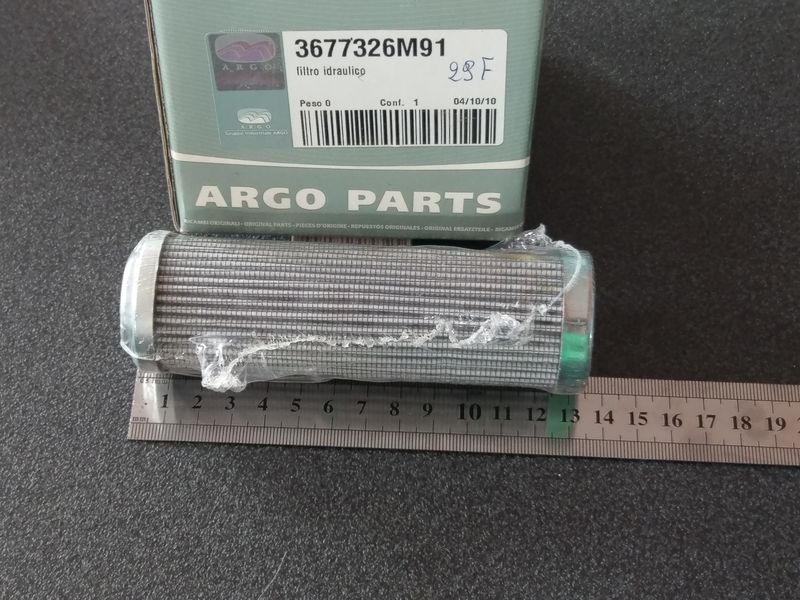 3677326M91
ARGO
filtro idraulico
29F
Peso 0 Conf. 1 04/10/10
ARGO
Gruppo Industriale ARGO
ARGO PARTS
RICAMBI ORIGINALI - ORIGINAL PARTS - PIECES D'ORIGINE - REPUESTOS ORIGINALES - ORIGINAL ERSATZTEILE - RICAMBI
1 2 3 4 5 6 7 8 9 10 11 12 13 14 15 16 17 18 19
mm